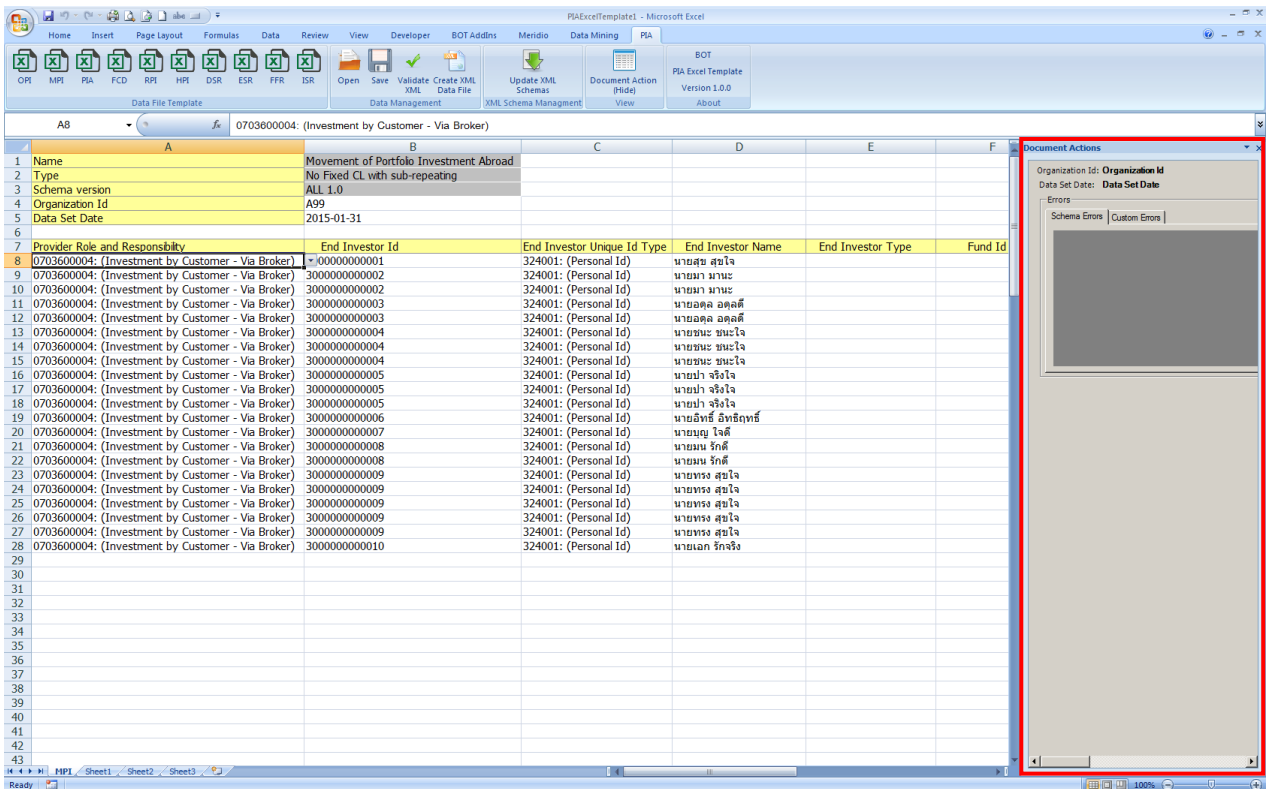 PIAExcelTemplate1 - Microsoft Excel
Home Insert Page Layout Formulas Data Review View Developer BOT AddIns Meridio Data Mining PIA
OPI MPI PIA FCD RPI HPI DSR ESR FFR ISR
Data File Template
Open Save Validate XML Create XML Data File
Data Management
Update XML Schemas
XML Schema Managment
Document Action (Hide)
View
BOT
PIA Excel Template
Version 1.0.0
About
A8 fx 0703600004: (Investment by Customer - Via Broker)
A B C D E F
1 Name Movement of Portfolo Investment Abroad
2 Type No Fixed CL with sub-repeating
3 Schema version ALL 1.0
4 Organization Id A99
5 Data Set Date 2015-01-31
6
7 Provider Role and Responsibility End Investor Id End Investor Unique Id Type End Investor Name End Investor Type Fund Id
8 0703600004: (Investment by Customer - Via Broker) 00000000001 324001: (Personal Id) นายสุข สุขใจ
9 0703600004: (Investment by Customer - Via Broker) 3000000000002 324001: (Personal Id) นายมา มานะ
10 0703600004: (Investment by Customer - Via Broker) 3000000000002 324001: (Personal Id) นายมา มานะ
11 0703600004: (Investment by Customer - Via Broker) 3000000000003 324001: (Personal Id) นายอดุล อดุลดี
12 0703600004: (Investment by Customer - Via Broker) 3000000000003 324001: (Personal Id) นายอดุล อดุลดี
13 0703600004: (Investment by Customer - Via Broker) 3000000000004 324001: (Personal Id) นายชนะ ชนะใจ
14 0703600004: (Investment by Customer - Via Broker) 3000000000004 324001: (Personal Id) นายชนะ ชนะใจ
15 0703600004: (Investment by Customer - Via Broker) 3000000000004 324001: (Personal Id) นายชนะ ชนะใจ
16 0703600004: (Investment by Customer - Via Broker) 3000000000005 324001: (Personal Id) นายปา จริงใจ
17 0703600004: (Investment by Customer - Via Broker) 3000000000005 324001: (Personal Id) นายปา จริงใจ
18 0703600004: (Investment by Customer - Via Broker) 3000000000005 324001: (Personal Id) นายปา จริงใจ
19 0703600004: (Investment by Customer - Via Broker) 3000000000006 324001: (Personal Id) นายอิทธิ์ อิทธิฤทธิ์
20 0703600004: (Investment by Customer - Via Broker) 3000000000007 324001: (Personal Id) นายบุญ ใจดี
21 0703600004: (Investment by Customer - Via Broker) 3000000000008 324001: (Personal Id) นายมน รักดี
22 0703600004: (Investment by Customer - Via Broker) 3000000000008 324001: (Personal Id) นายมน รักดี
23 0703600004: (Investment by Customer - Via Broker) 3000000000009 324001: (Personal Id) นายทรง สุขใจ
24 0703600004: (Investment by Customer - Via Broker) 3000000000009 324001: (Personal Id) นายทรง สุขใจ
25 0703600004: (Investment by Customer - Via Broker) 3000000000009 324001: (Personal Id) นายทรง สุขใจ
26 0703600004: (Investment by Customer - Via Broker) 3000000000009 324001: (Personal Id) นายทรง สุขใจ
27 0703600004: (Investment by Customer - Via Broker) 3000000000009 324001: (Personal Id) นายทรง สุขใจ
28 0703600004: (Investment by Customer - Via Broker) 3000000000010 324001: (Personal Id) นายเอก รักจริง
29
30
31
32
33
34
35
36
37
38
39
40
41
42
43
Document Actions
Organization Id: Organization Id
Data Set Date: Data Set Date
Errors
Schema Errors Custom Errors
MPI Sheet1 Sheet2 Sheet3
Ready 100%